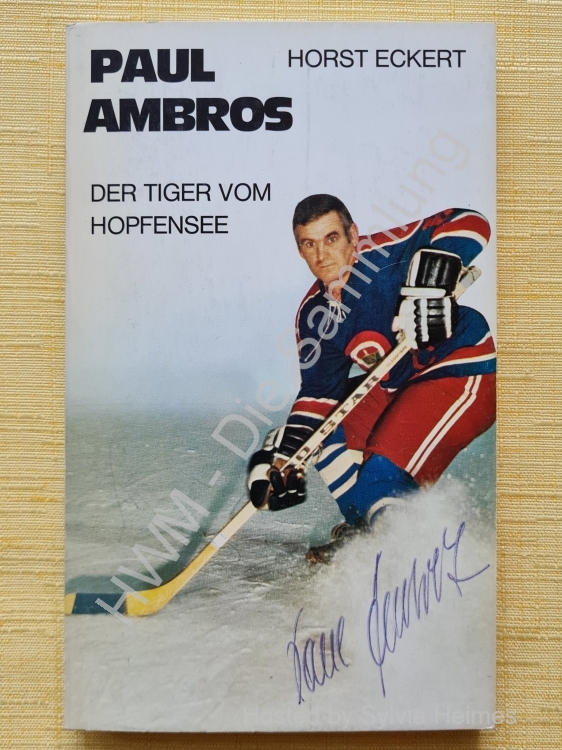 PAUL
AMBROS
HORST ECKERT
DER TIGER VOM
HOPFENSEE
HWM - Die Sammlung
Hosted by Sylvia Heimes